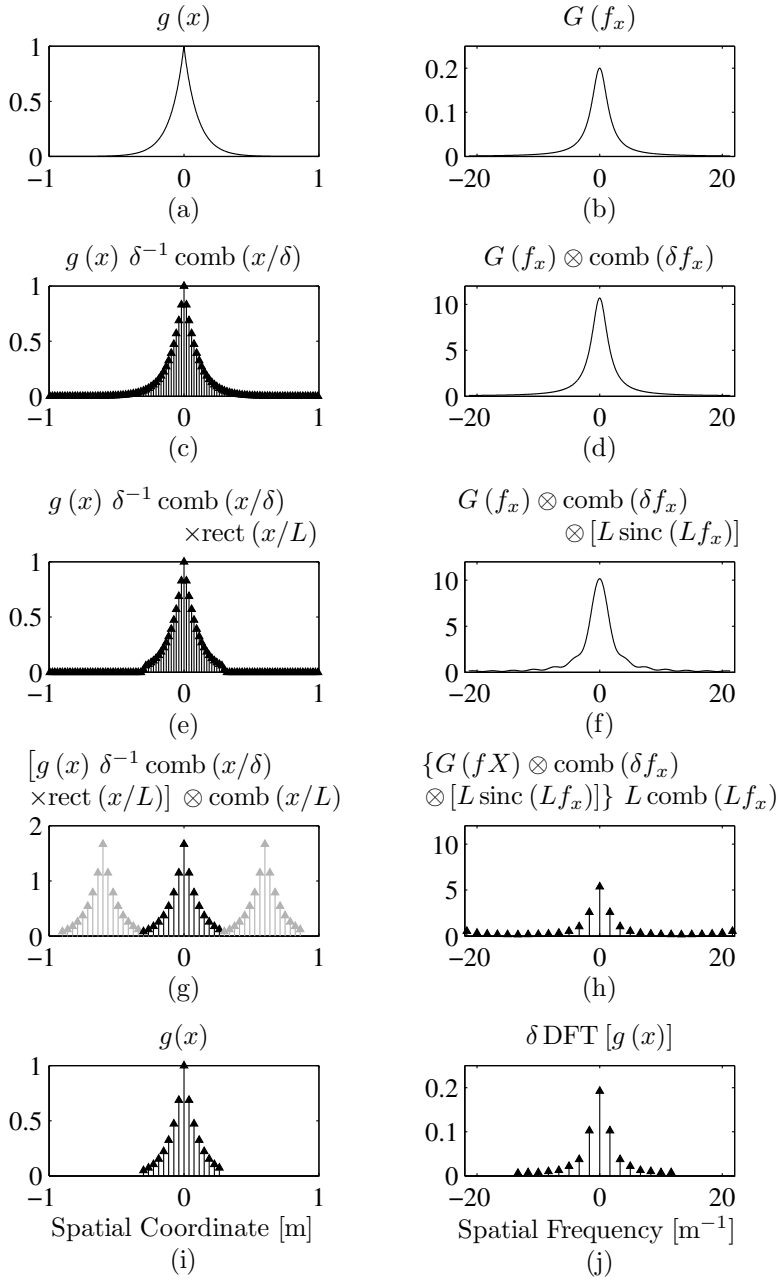 g (x) G (f_x)
1 0.2
0.5 0.1
0 0
−1 0 1 −20 0 20
(a) (b)
g (x) δ⁻¹ comb (x/δ) G (f_x) ⊗ comb (δf_x)
1 10
0.5 5
0 0
−1 0 1 −20 0 20
(c) (d)
g (x) δ⁻¹ comb (x/δ) G (f_x) ⊗ comb (δf_x)
×rect (x/L) ⊗ [L sinc (Lf_x)]
1 10
0.5 5
0 0
−1 0 1 −20 0 20
(e) (f)
[g (x) δ⁻¹ comb (x/δ) {G (fX) ⊗ comb (δf_x)
×rect (x/L)] ⊗ comb (x/L) ⊗ [L sinc (Lf_x)]} L comb (Lf_x)
2 10
1 5
0 0
−1 0 1 −20 0 20
(g) (h)
g(x) δ DFT [g (x)]
1 0.2
0.5 0.1
0 0
−1 0 1 −20 0 20
Spatial Coordinate [m] Spatial Frequency [m⁻¹]
(i) (j)